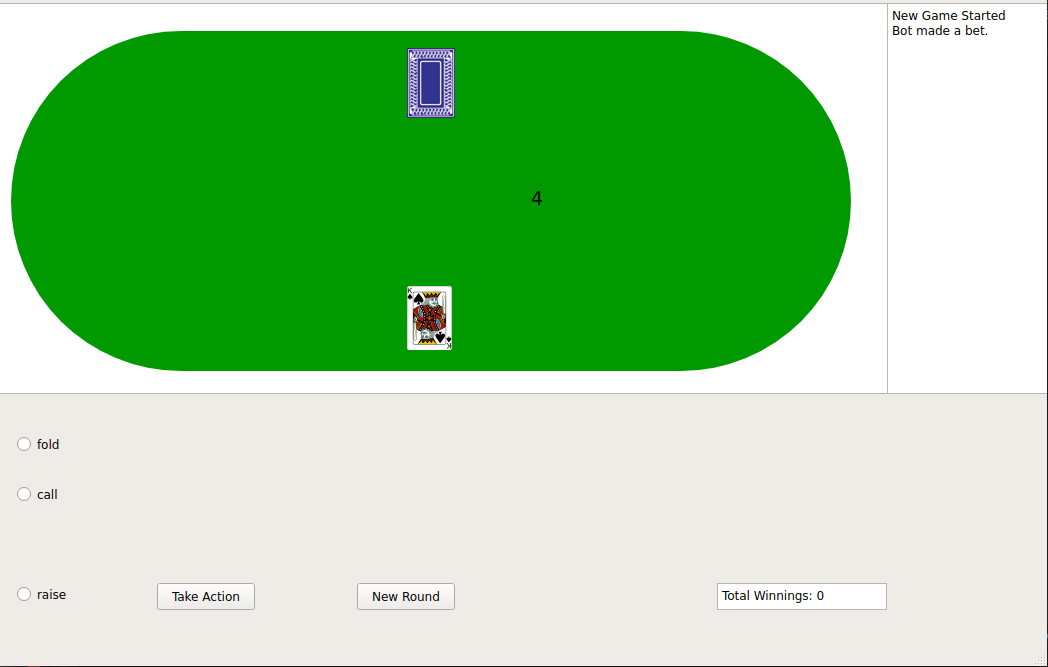 New Game Started
Bot made a bet.
4
K
K
fold
call
raise
Take Action
New Round
Total Winnings: 0